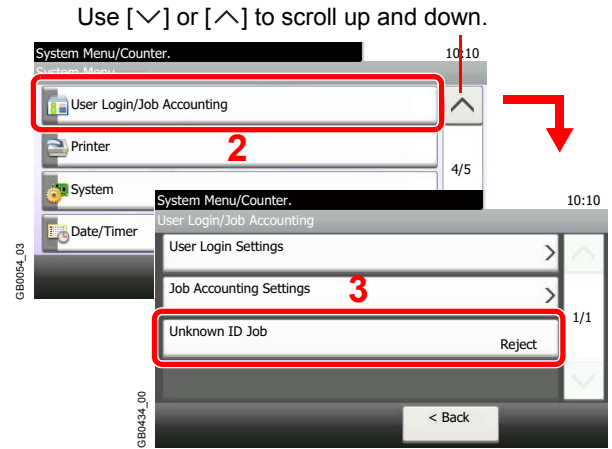 Use [∨] or [∧] to scroll up and down.
System Menu/Counter.
10:10
System Menu
User Login/Job Accounting
Printer
2
4/5
System
Date/Timer
GB0054_03
System Menu/Counter.
10:10
User Login/Job Accounting
User Login Settings
>
Job Accounting Settings
3
>
1/1
Unknown ID Job
Reject
< Back
GB0434_00